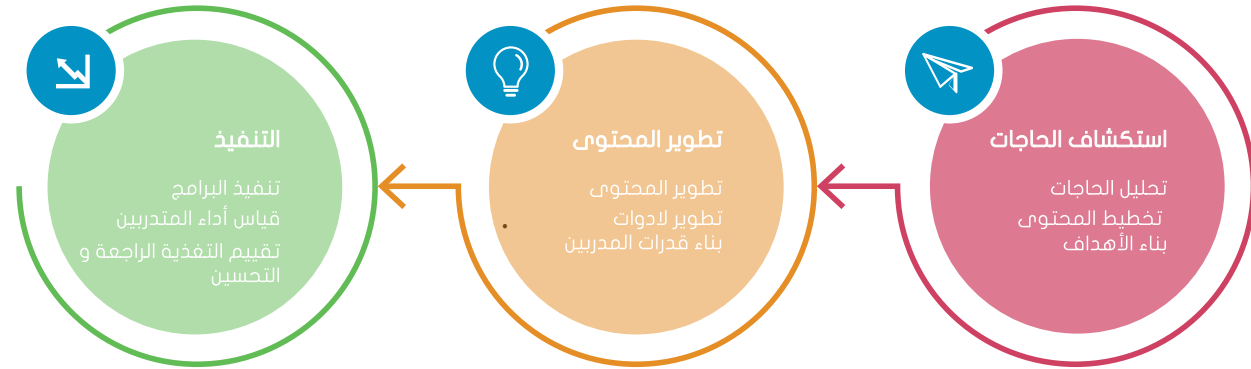 استكشاف الحاجات
تحليل الحاجات
تخطيط المحتوى
بناء الأهداف
تطوير المحتوى
تطوير المحتوى
تطوير لادوات
بناء قدرات المدربين
التنفيذ
تنفيذ البرامج
قياس أداء المتدربين
تقييم التغذية الراجعة و
التحسين